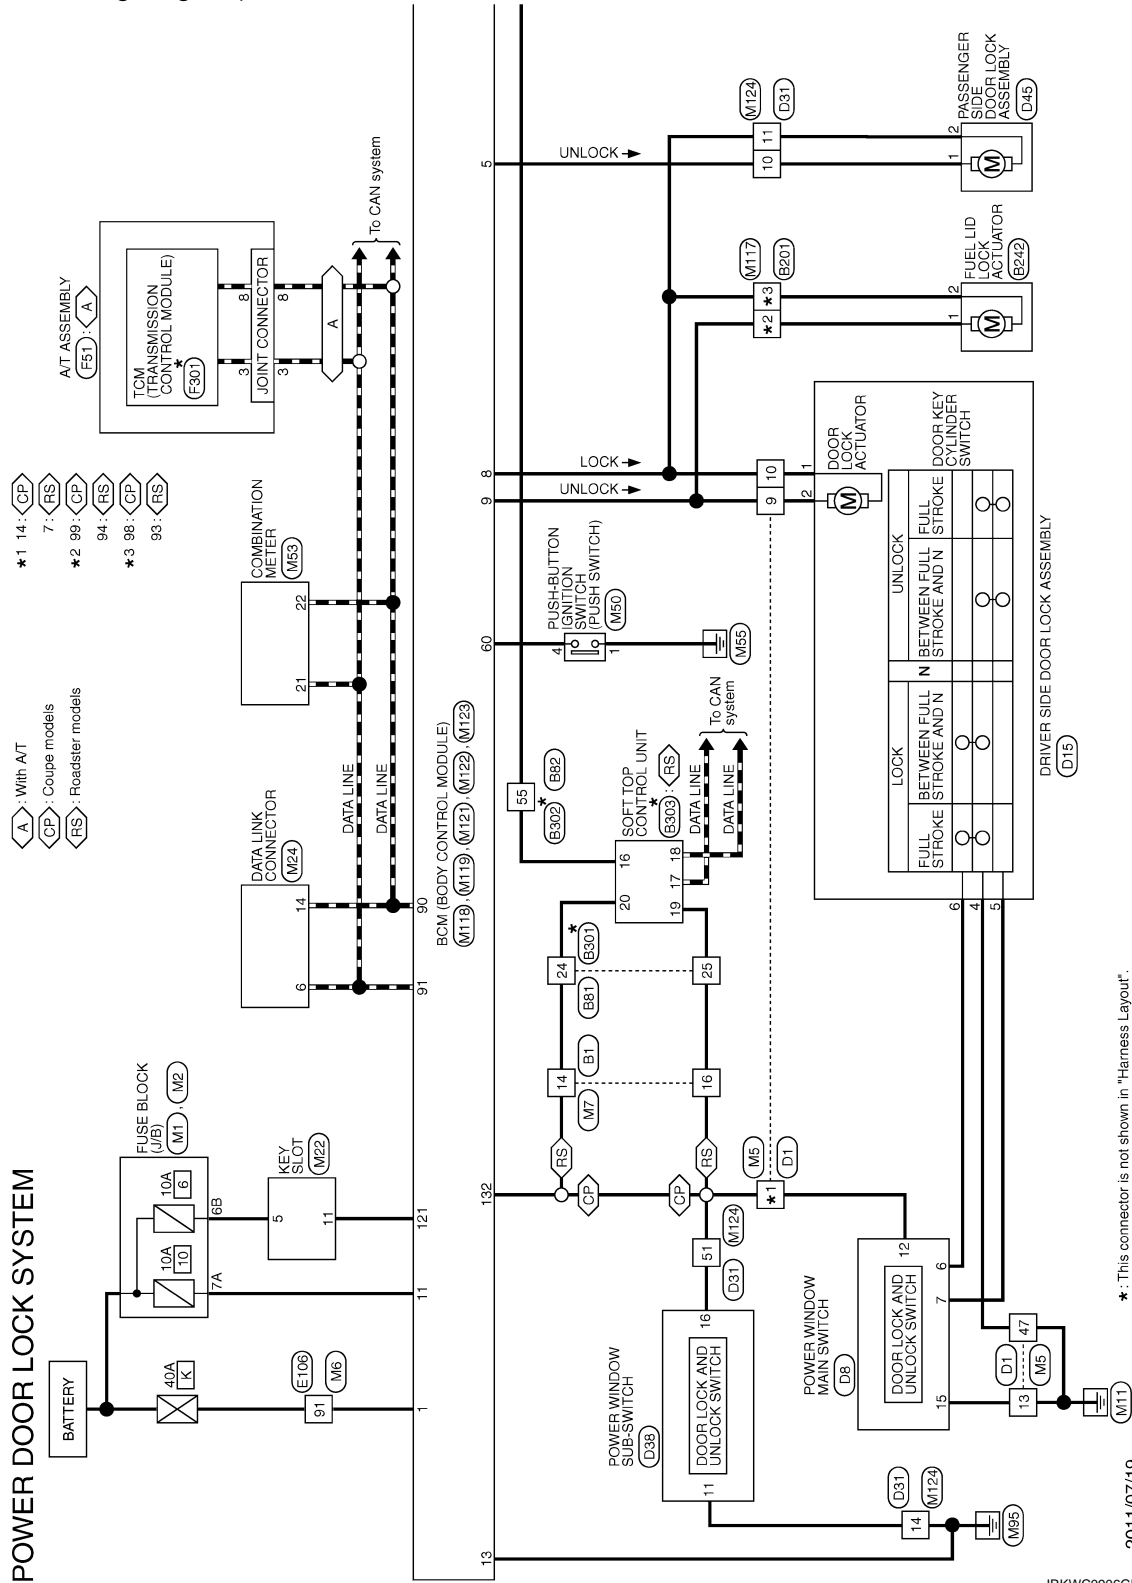 POWER DOOR LOCK SYSTEM
A : With A/T
CP : Coupe models
RS : Roadster models
*1 14 : CP
7 : RS
*2 99 : CP
94 : RS
*3 98 : CP
93 : RS
BATTERY
40A
K
E106
91
M6
1
FUSE BLOCK
(J/B)
M1 , M2
10A
10
10A
6
7A
6B
11
KEY
SLOT
M22
5
11
121
DATA LINK
CONNECTOR
M24
6
14
DATA LINE
DATA LINE
91
90
COMBINATION
METER
M53
21
22
A/T ASSEMBLY
F51 : A
TCM
(TRANSMISSION
CONTROL MODULE)
*
F301
3
8
JOINT CONNECTOR
3
8
A
To CAN system
BCM (BODY CONTROL MODULE)
M118 , M119 , M121 , M122 , M123
13
132
60
9
8
5
55
B302
*
B82
SOFT TOP
CONTROL UNIT
*
B303 : RS
16
20
19
17
18
DATA LINE
DATA LINE
To CAN
system
24
B81
*
B301
25
14
M7
B1
16
RS
CP
CP
RS
M5
*1
D1
M124
51
D31
POWER WINDOW
SUB-SWITCH
D38
16
DOOR LOCK AND
UNLOCK SWITCH
11
D31
14
M124
M95
POWER WINDOW
MAIN SWITCH
D8
12
DOOR LOCK AND
UNLOCK SWITCH
15
7
6
D1
13
47
M5
M11
PUSH-BUTTON
IGNITION
SWITCH
(PUSH SWITCH)
M50
4
1
M55
UNLOCK
LOCK
9
10
2
1
DOOR
LOCK
ACTUATOR
M
DOOR KEY
CYLINDER
SWITCH
LOCK
N
UNLOCK
FULL
STROKE
BETWEEN FULL
STROKE AND N
BETWEEN FULL
STROKE AND N
FULL
STROKE
6
4
5
DRIVER SIDE DOOR LOCK ASSEMBLY
D15
M117
*2
*3
B201
1
2
M
FUEL LID
LOCK
ACTUATOR
B242
UNLOCK
M124
10
11
D31
1
2
M
PASSENGER
SIDE
DOOR LOCK
ASSEMBLY
D45
* : This connector is not shown in "Harness Layout".